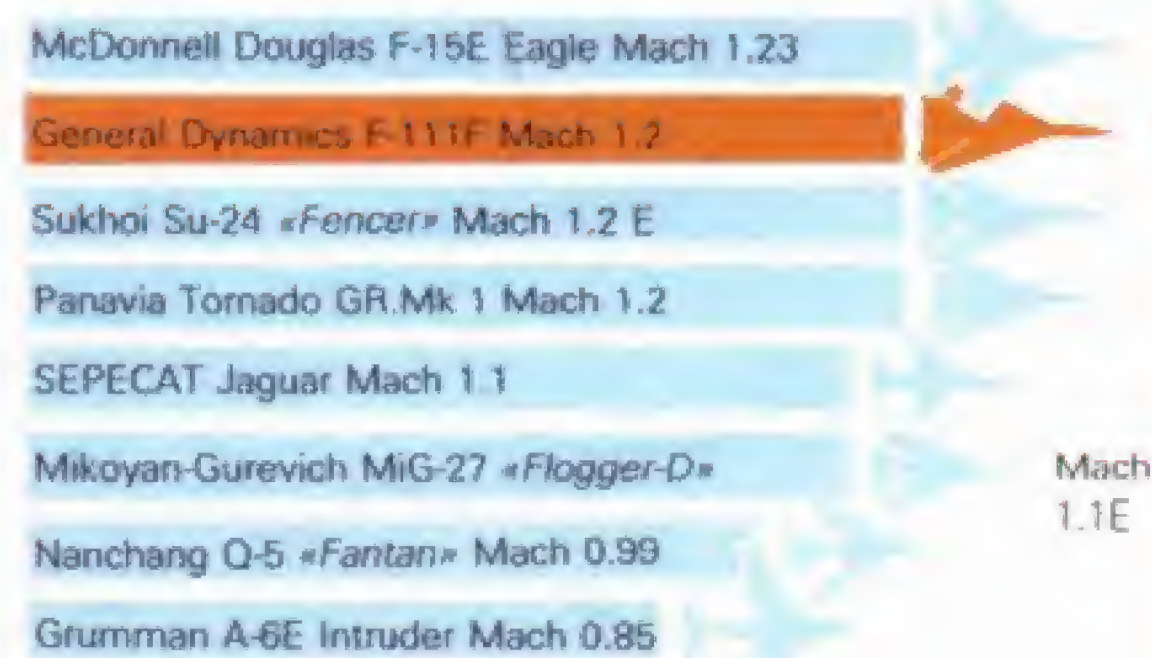 McDonnell Douglas F-15E Eagle Mach 1.23
General Dynamics F-111F Mach 1.2
Sukhoi Su-24 «Fencer» Mach 1.2 E
Panavia Tornado GR.Mk 1 Mach 1.2
SEPECAT Jaguar Mach 1.1
Mikoyan-Gurevich MiG-27 «Flogger-D» Mach
1.1E
Nanchang Q-5 «Fantan» Mach 0.99
Grumman A-6E Intruder Mach 0.85